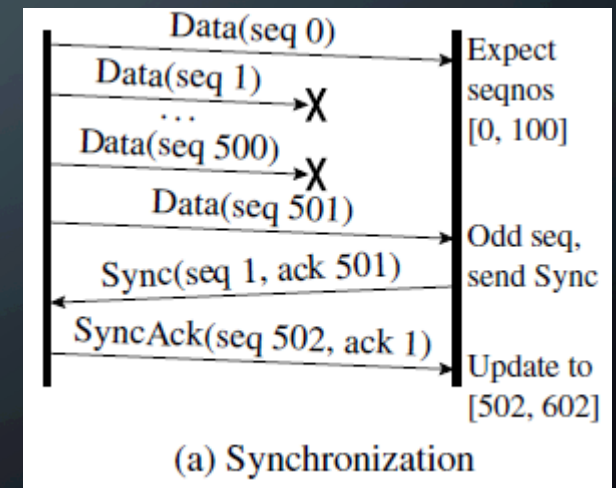 Data(seq 0)
Expect
seqnos
[0, 100]
Data(seq 1)
...
Data(seq 500)
Data(seq 501)
Odd seq,
send Sync
Sync(seq 1, ack 501)
SyncAck(seq 502, ack 1)
Update to
[502, 602]
(a) Synchronization